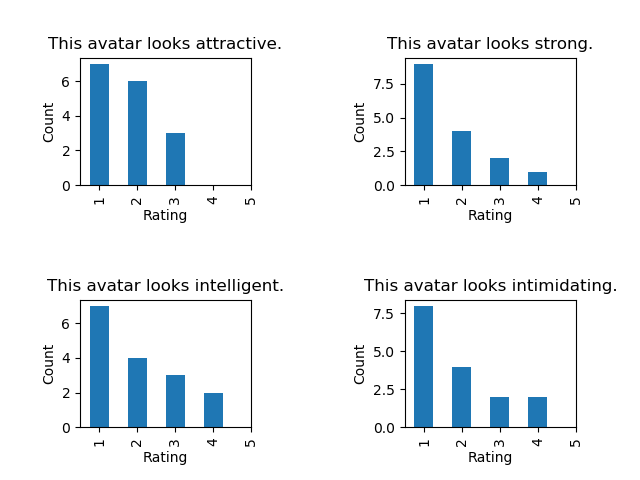 This avatar looks attractive.
6
4
2
0
Count
1 2 3 4 5
Rating
This avatar looks strong.
7.5
5.0
2.5
0.0
Count
1 2 3 4 5
Rating
This avatar looks intelligent.
6
4
2
0
Count
1 2 3 4 5
Rating
This avatar looks intimidating.
7.5
5.0
2.5
0.0
Count
1 2 3 4 5
Rating